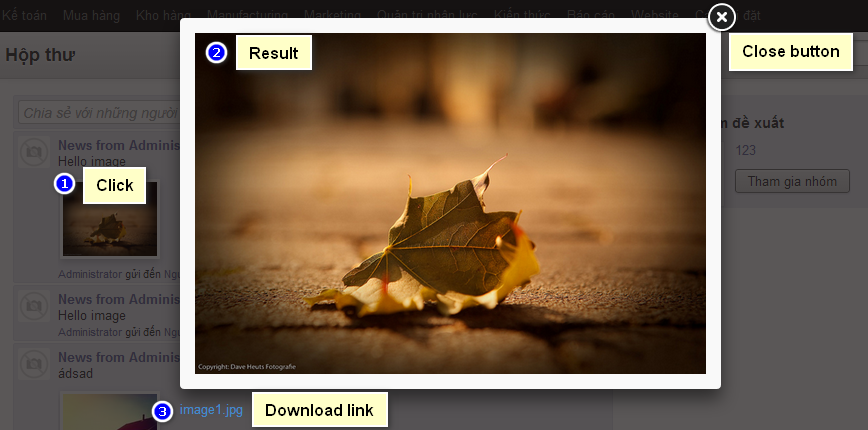 Kế toán Mua hàng Kho hàng Manufacturing Marketing Quản trị nhân lực Kiến thức Báo cáo Website đặt
Hộp thư
2 Result
Close button
Chia sẻ với những người
m đề xuất
News from Adminis
Hello image
123
1 Click
Tham gia nhóm
Administrator gửi đến Ngu
News from Adminis
Hello image
Administrator gửi đến Ngu
News from Adminis
ádsad
Copyright: Dave Heuts Fotografie
3 image1.jpg Download link